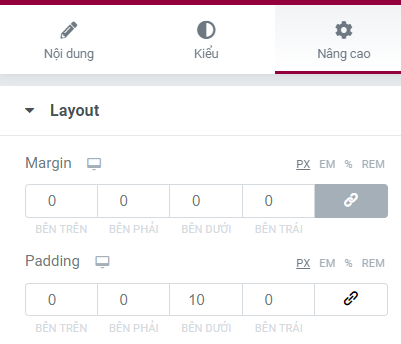 Nội dung Kiểu Nâng cao
Layout
Margin PX EM % REM
0 0 0 0
BÊN TRÊN BÊN PHẢI BÊN DƯỚI BÊN TRÁI
Padding PX EM % REM
0 0 10 0
BÊN TRÊN BÊN PHẢI BÊN DƯỚI BÊN TRÁI